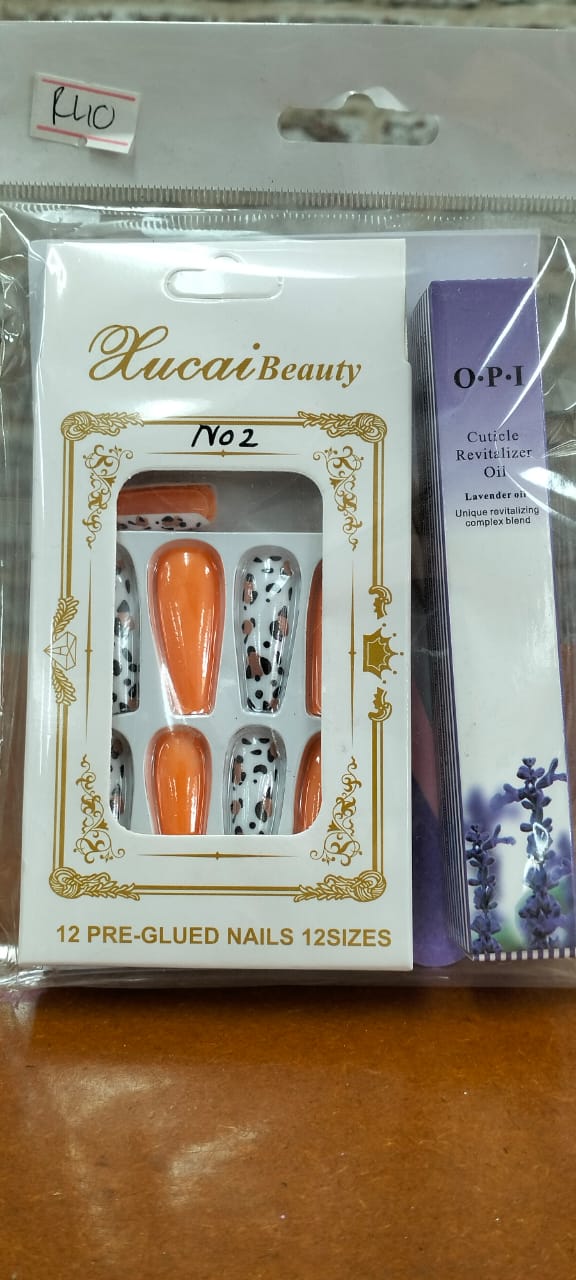 R40
Xucai Beauty
NO2
12 PRE-GLUED NAILS 12SIZES
O·P·I
Cuticle
Revitalizer
Oil
Lavender oil
Unique revitalizing
complex blend